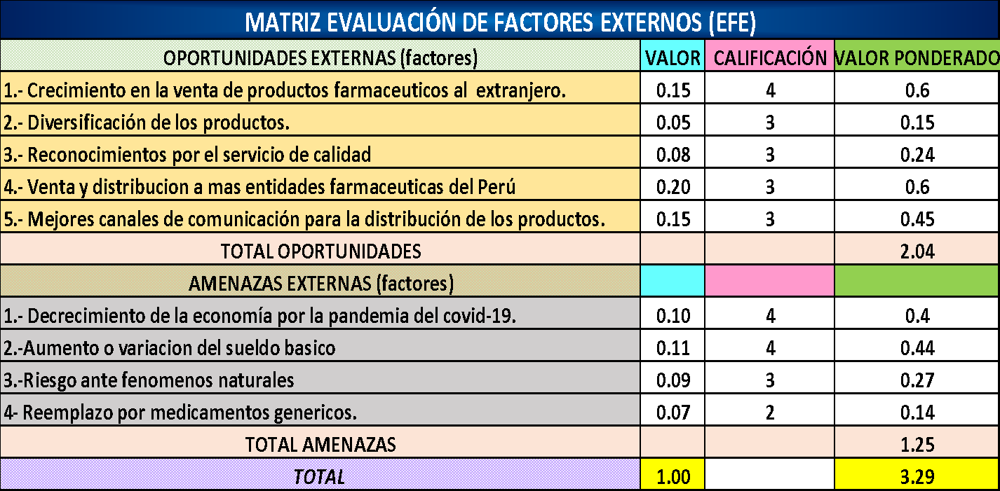 MATRIZ EVALUACIÓN DE FACTORES EXTERNOS (EFE)
OPORTUNIDADES EXTERNAS (factores) VALOR CALIFICACIÓN VALOR PONDERADO
1.- Crecimiento en la venta de productos farmaceuticos al extranjero. 0.15 4 0.6
2.- Diversificación de los productos. 0.05 3 0.15
3.- Reconocimientos por el servicio de calidad 0.08 3 0.24
4.- Venta y distribucion a mas entidades farmaceuticas del Perú 0.20 3 0.6
5.- Mejores canales de comunicación para la distribución de los productos. 0.15 3 0.45
TOTAL OPORTUNIDADES 2.04
AMENAZAS EXTERNAS (factores)
1.- Decrecimiento de la economía por la pandemia del covid-19. 0.10 4 0.4
2.-Aumento o variacion del sueldo basico 0.11 4 0.44
3.-Riesgo ante fenomenos naturales 0.09 3 0.27
4- Reemplazo por medicamentos genericos. 0.07 2 0.14
TOTAL AMENAZAS 1.25
TOTAL 1.00 3.29